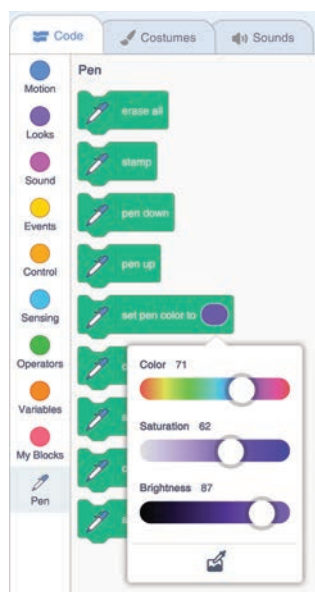 Code Costumes Sounds
Pen
Motion
erase all
Looks
stamp
Sound
pen down
Events
pen up
Control
set pen color to
Sensing
Operators
Color 71
Variables
Saturation 62
My Blocks
Brightness 87
Pen